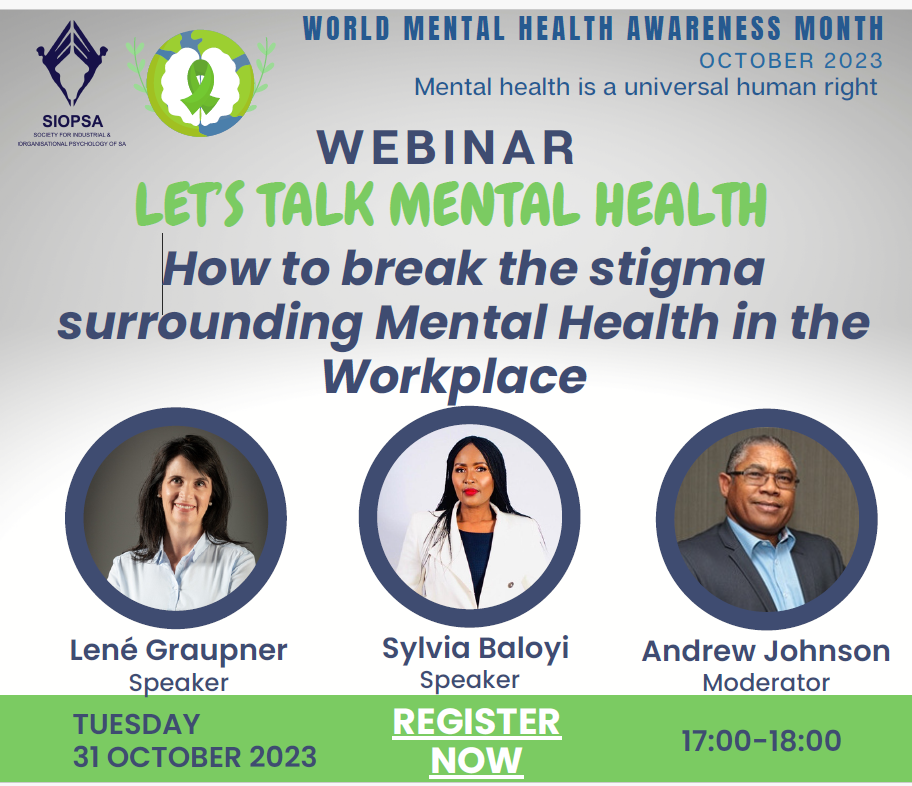 SIOPSA
SOCIETY FOR INDUSTRIAL &
ORGANISATIONAL PSYCHOLOGY OF SA
WORLD MENTAL HEALTH AWARENESS MONTH
OCTOBER 2023
Mental health is a universal human right
WEBINAR
LET'S TALK MENTAL HEALTH
How to break the stigma
surrounding Mental Health in the
Workplace
Lené Graupner
Speaker
Sylvia Baloyi
Speaker
Andrew Johnson
Moderator
TUESDAY
31 OCTOBER 2023
REGISTER
NOW
17:00-18:00